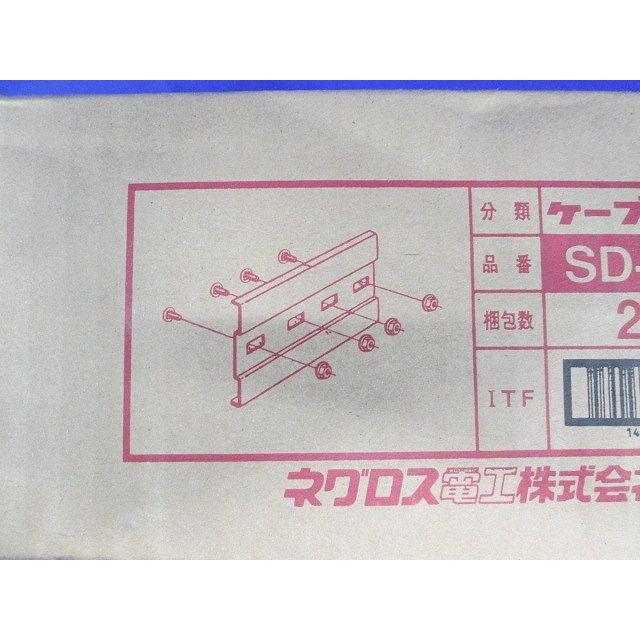 分類 ケーブ
品番 SD-
梱包数 2
ITF
14
ネグロス電工株式会